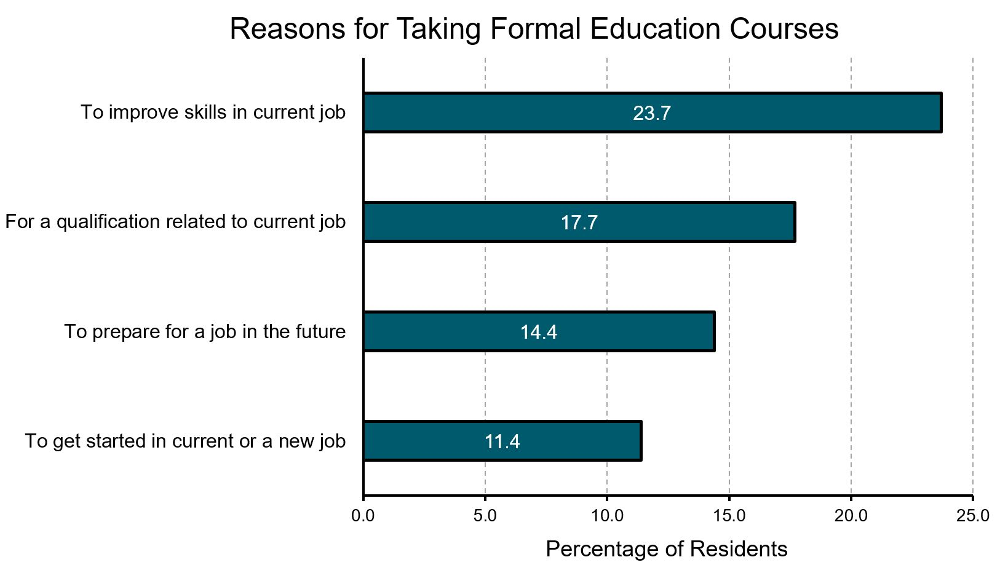 Reasons for Taking Formal Education Courses
To improve skills in current job
23.7
For a qualification related to current job
17.7
To prepare for a job in the future
14.4
To get started in current or a new job
11.4
0.0 5.0 10.0 15.0 20.0 25.0
Percentage of Residents